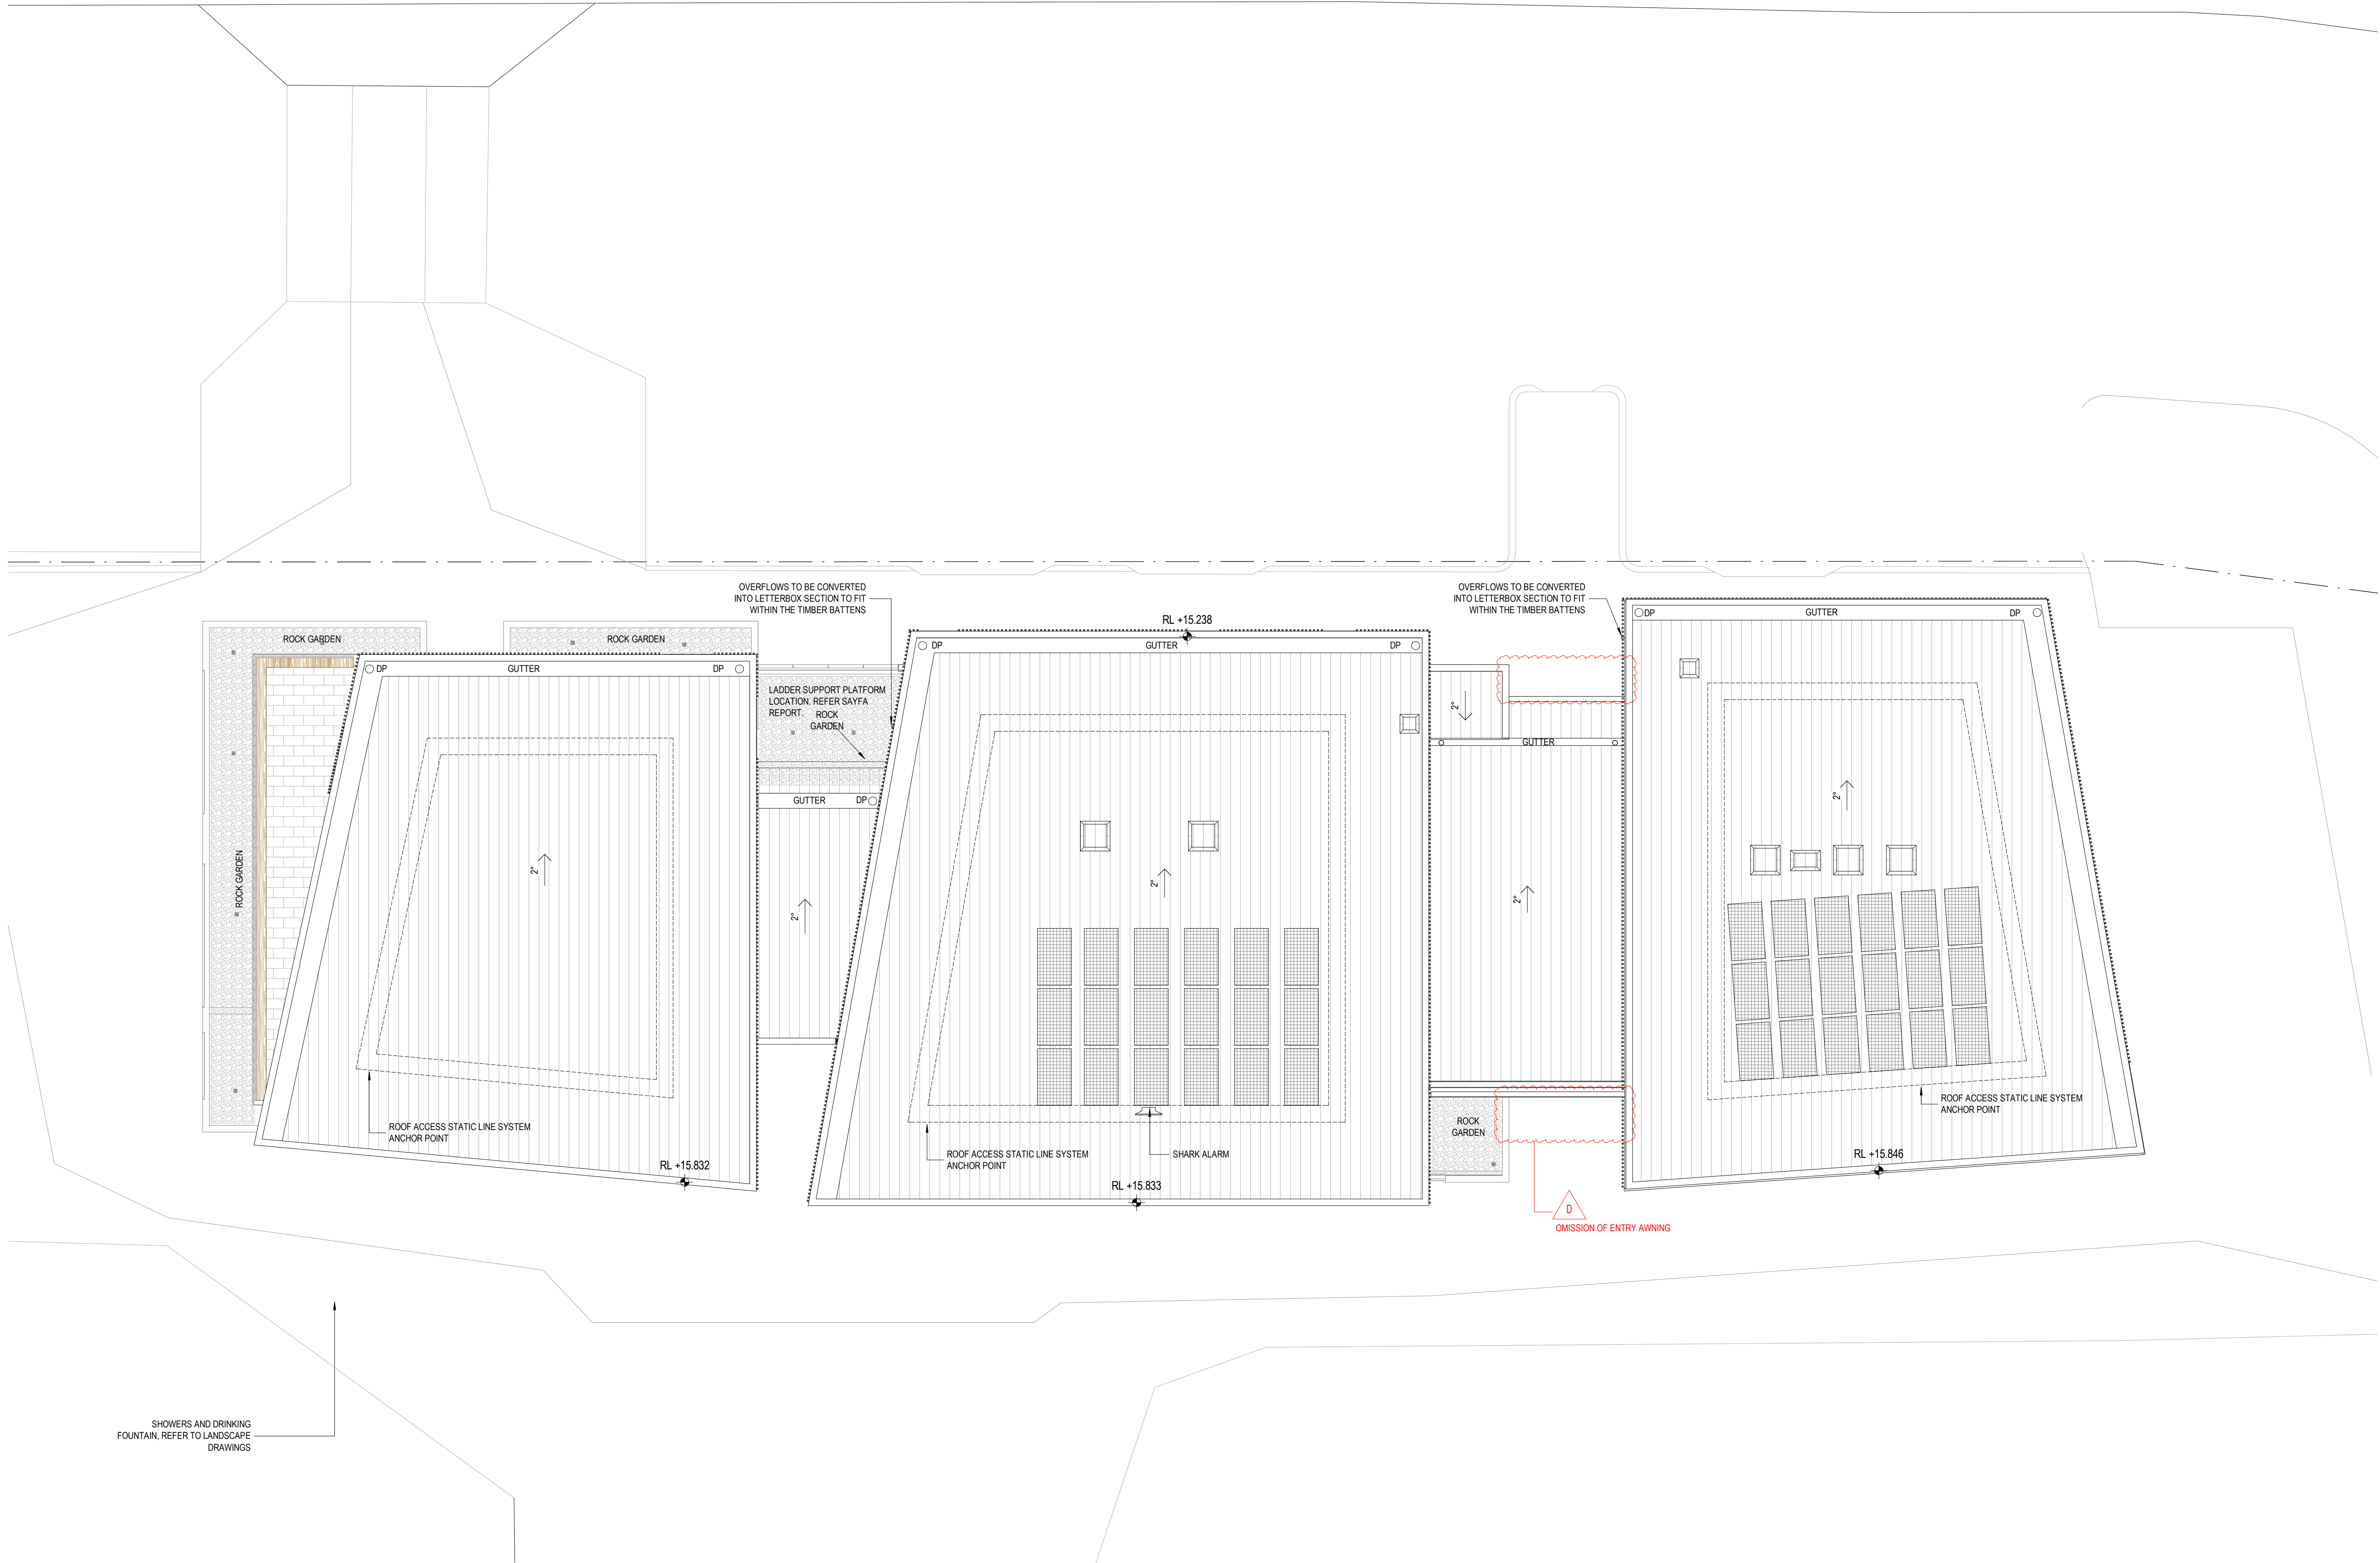 OVERFLOWS TO BE CONVERTED
INTO LETTERBOX SECTION TO FIT
WITHIN THE TIMBER BATTENS
OVERFLOWS TO BE CONVERTED
INTO LETTERBOX SECTION TO FIT
WITHIN THE TIMBER BATTENS
RL +15.238
ROCK GARDEN
ROCK GARDEN
DP
GUTTER
DP
DP
GUTTER
DP
DP
GUTTER
DP
LADDER SUPPORT PLATFORM
LOCATION. REFER SAYFA
REPORT.
ROCK
GARDEN
2°
GUTTER
GUTTER
DP
ROCK GARDEN
2°
2°
2°
2°
2°
ROOF ACCESS STATIC LINE SYSTEM
ANCHOR POINT
ROOF ACCESS STATIC LINE SYSTEM
ANCHOR POINT
SHARK ALARM
ROCK
GARDEN
ROOF ACCESS STATIC LINE SYSTEM
ANCHOR POINT
RL +15.832
RL +15.833
RL +15.846
D
OMISSION OF ENTRY AWNING
SHOWERS AND DRINKING
FOUNTAIN, REFER TO LANDSCAPE
DRAWINGS